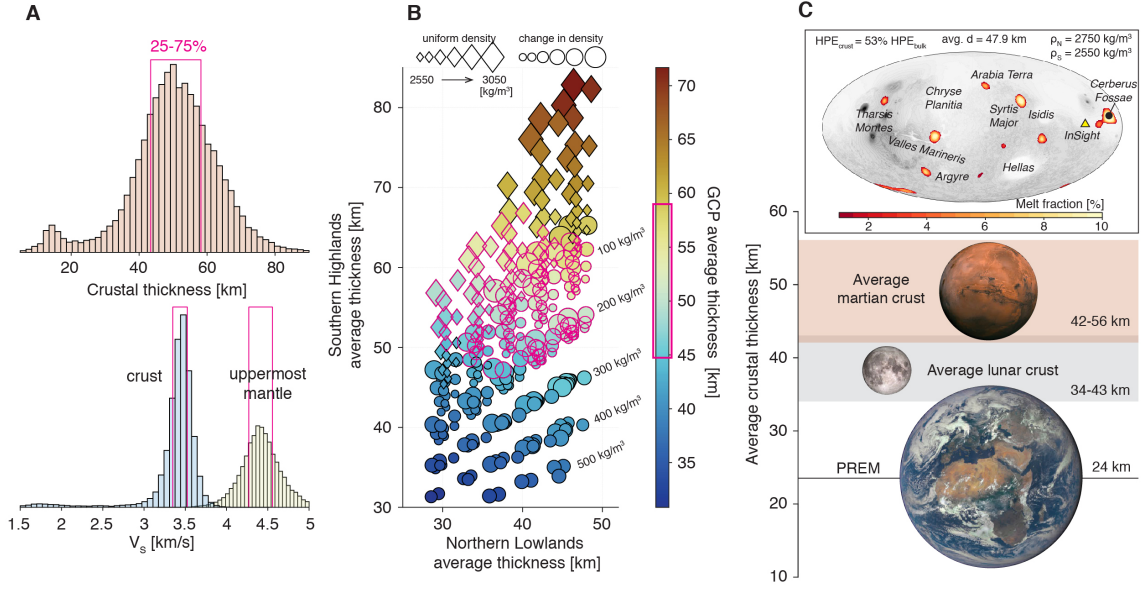 A
25-75%
20 40 60 80
Crustal thickness [km]
crust
uppermost
mantle
1.5 2 2.5 3 3.5 4 4.5 5
VS [km/s]
B
uniform density
change in density
2550
3050
[kg/m³]
80
70
60
50
40
30
Southern Highlands
average thickness [km]
100 kg/m³
200 kg/m³
300 kg/m³
400 kg/m³
500 kg/m³
30 40 50
Northern Lowlands
average thickness [km]
70
65
60
55
50
45
40
35
GCP average thickness [km]
C
HPEcrust = 53% HPEbulk
avg. d = 47.9 km
ρN = 2750 kg/m³
ρS = 2550 kg/m³
Arabia Terra
Cerberus
Fossae
Chryse
Planitia
Syrtis
Major
Isidis
Tharsis
Montes
InSight
Valles Marineris
Hellas
Argyre
Melt fraction [%]
2 4 6 8 10
60
50
40
30
20
10
Average crustal thickness [km]
Average
martian crust
42-56 km
Average lunar crust
34-43 km
PREM
24 km